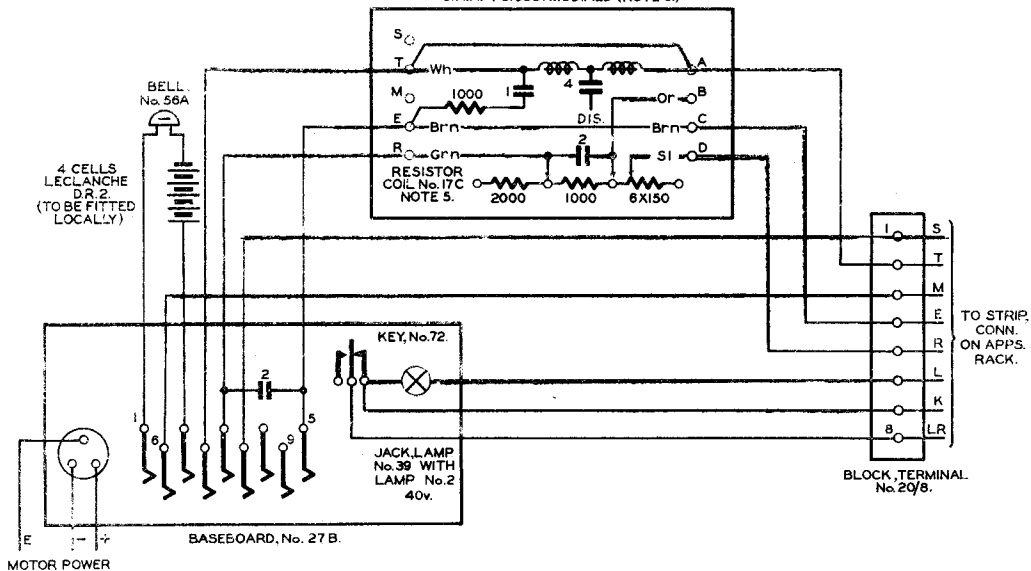 S
T Wh A
BELL
No. 56A
M 1000 1 4 Or B
DIS.
E Brn Brn C
2
R Grn SI D
4 CELLS
LECLANCHE
D.R.2.
(TO BE FITTED
LOCALLY)
RESISTOR
COIL No. 17C
NOTE 5.
2000 1000 6X150
1 S
T
M
E
R
L
K
8 LR
TO STRIP,
CONN.
ON APPS.
RACK.
KEY, No. 72.
2
1 6 9 5
JACK, LAMP
No. 39 WITH
LAMP No. 2
40v.
BLOCK, TERMINAL
No. 20/8.
E - +
BASEBOARD, No. 27B.
MOTOR POWER